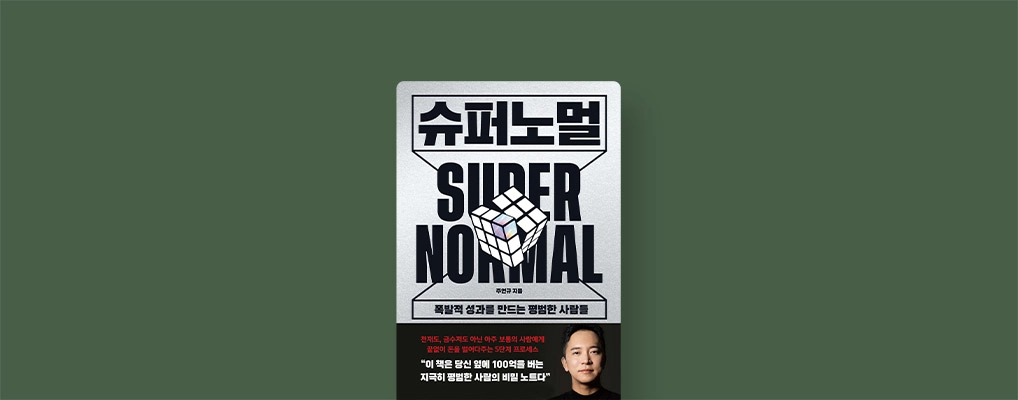 슈퍼노멀
SUPER
NORMAL
주언규 지음
폭발적 성과를 만드는 평범한 사람들
천재도, 금수저도 아닌 아주 보통의 사람에게
끝없이 돈을 벌어다주는 5단계 프로세스
"이 책은 당신 옆에 100억을 버는
지극히 평범한 사람의 비밀 노트다"